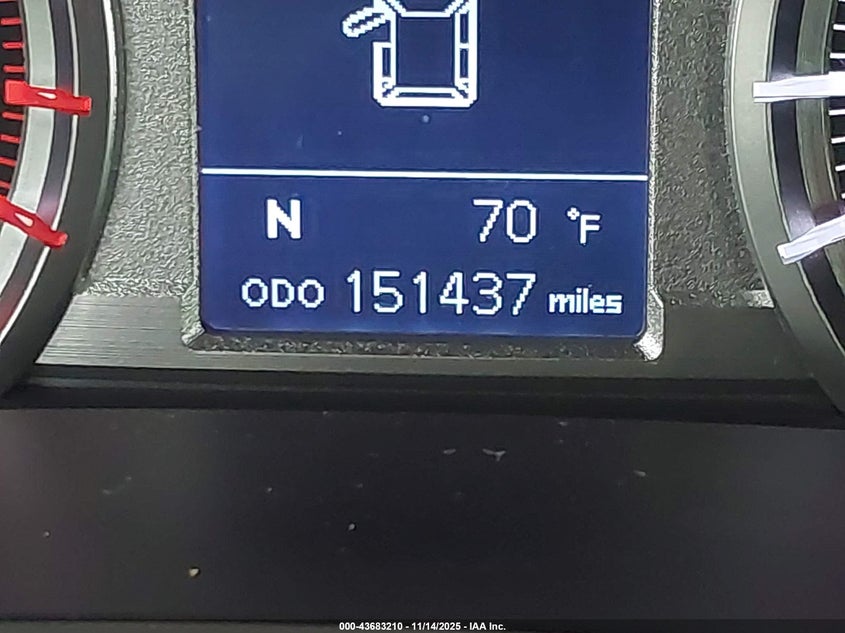 N 70 °F
ODO 151437 miles
000-43683210 - 11/14/2025 - IAA Inc.